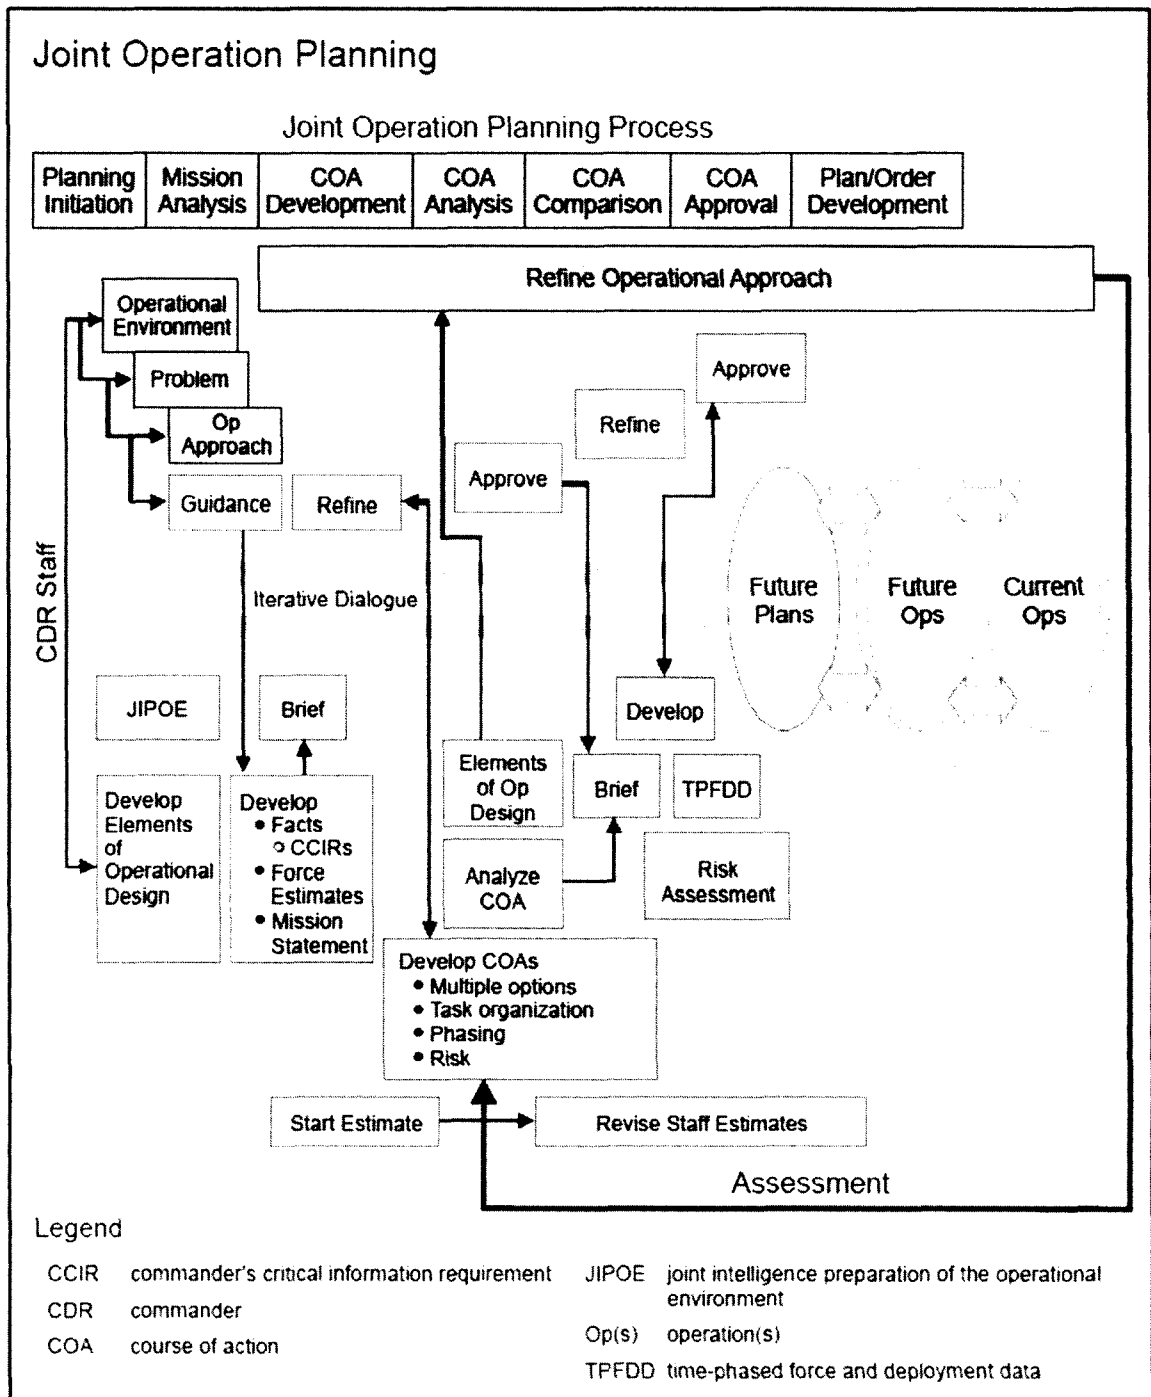 Joint Operation Planning
Joint Operation Planning Process
Planning
Initiation
Mission
Analysis
COA
Development
COA
Analysis
COA
Comparison
COA
Approval
Plan/Order
Development
Refine Operational Approach
Operational
Environment
Problem
Op
Approach
Guidance
Refine
Approve
Refine
Approve
CDR Staff
Iterative Dialogue
Future
Plans
Future
Ops
Current
Ops
JIPOE
Brief
Develop
Elements
of
Operational
Design
Develop
• Facts
○ CCIRs
• Force
Estimates
• Mission
Statement
Elements
of Op
Design
Brief
Develop
TPFDD
Analyze
COA
Risk
Assessment
Develop COAs
• Multiple options
• Task organization
• Phasing
• Risk
Start Estimate
Revise Staff Estimates
Assessment
Legend
CCIR commander's critical information requirement
CDR commander
COA course of action
JIPOE joint intelligence preparation of the operational
environment
Op(s) operation(s)
TPFDD time-phased force and deployment data